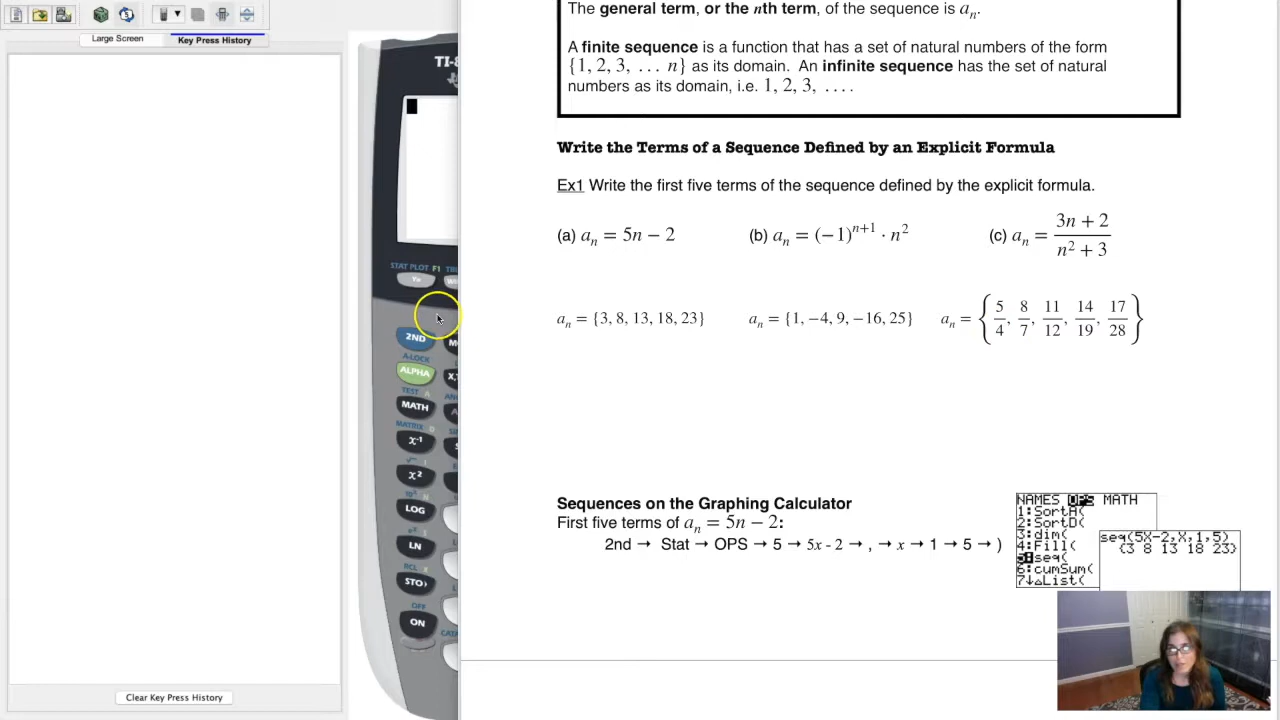 The general term, or the nth term, of the sequence is aₙ.
Large Screen
Key Press History
A finite sequence is a function that has a set of natural numbers of the form
{1, 2, 3, … n} as its domain. An infinite sequence has the set of natural
numbers as its domain, i.e. 1, 2, 3, ….
TI-8
Write the Terms of a Sequence Defined by an Explicit Formula
Ex1 Write the first five terms of the sequence defined by the explicit formula.
(a) aₙ = 5n − 2 (b) aₙ = (−1)ⁿ⁺¹ · n² (c) aₙ = (3n + 2)/(n² + 3)
STAT PLOT F1
Y=
aₙ = {3, 8, 13, 18, 23} aₙ = {1, −4, 9, −16, 25} aₙ = {5/4, 8/7, 11/12, 14/19, 17/28}
2ND
A-LOCK
ALPHA
TEST A
MATH
MATRIX D
x⁻¹
x²
LOG
LN
RCL X
STO›
OFF
ON
Sequences on the Graphing Calculator
First five terms of aₙ = 5n − 2:
2nd → Stat → OPS → 5 → 5x - 2 → , → x → 1 → 5 → )
NAMES OPS MATH
1:SortA(
2:SortD(
3:dim(
4:Fill(
5:seq(
6:cumSum(
7↓ΔList(
seq(5X-2,X,1,5)
{3 8 13 18 23}
Clear Key Press History